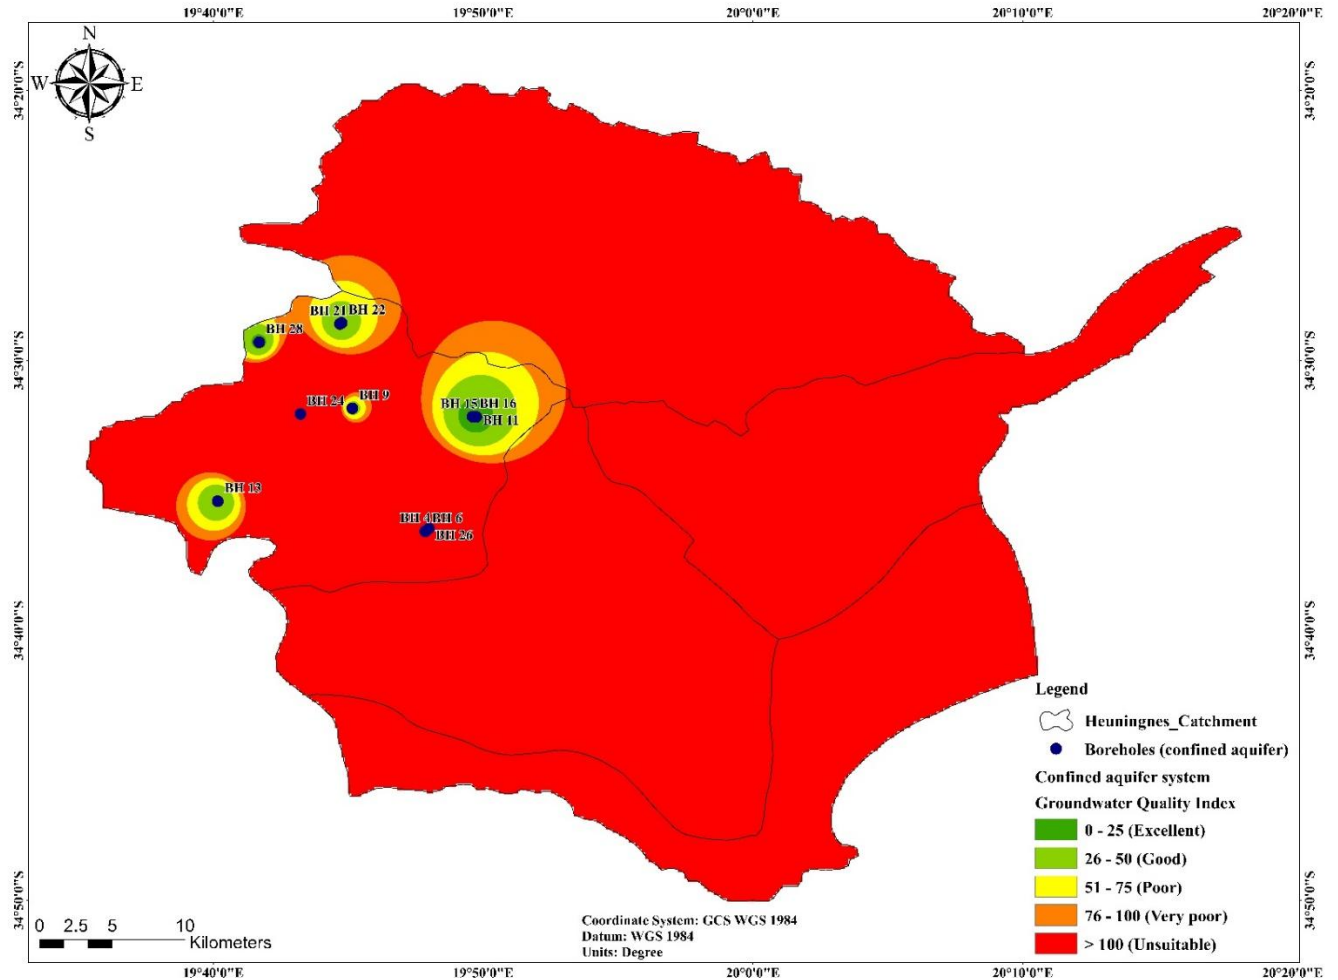 19°40'0"E 19°50'0"E 20°0'0"E 20°10'0"E 20°20'0"E
N
W E
S
34°20'0"S 34°20'0"S
BH 21 BH 22
BH 28
34°30'0"S 34°30'0"S
BH 24 BH 9
BH 15 BH 16
BH 11
BH 13
BH 4 BH 6
BH 26
34°40'0"S 34°40'0"S
Legend
Heuningnes_Catchment
Boreholes (confined aquifer)
Confined aquifer system
Groundwater Quality Index
0 - 25 (Excellent)
26 - 50 (Good)
51 - 75 (Poor)
76 - 100 (Very poor)
> 100 (Unsuitable)
34°50'0"S 34°50'0"S
0 2.5 5 10
Kilometers
Coordinate System: GCS WGS 1984
Datum: WGS 1984
Units: Degree
19°40'0"E 19°50'0"E 20°0'0"E 20°10'0"E 20°20'0"E